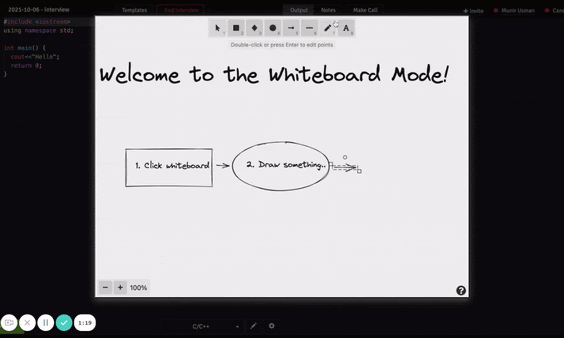 2021-10-06 - Interview
Templates
End Interview
Output
Notes
Make Call
Invite
Munir Usman
#include <iostream>
using namespace std;
int main() {
cout<<"Hello";
return 0;
}
A
Double-click or press Enter to edit points
Welcome to the Whiteboard Mode!
1. Click whiteboard
2. Draw something..
100%
?
1:19
C/C++